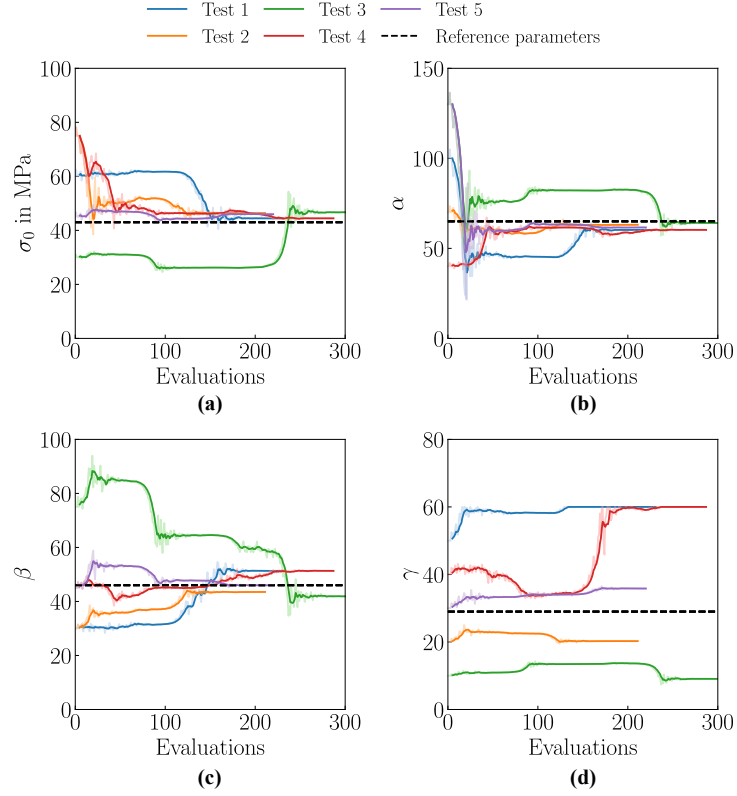 Test 1 Test 3 Test 5
Test 2 Test 4 Reference parameters
100
80
60
40
20
0
σ₀ in MPa
0 100 200 300
Evaluations
(a)
150
100
50
0
α
0 100 200 300
Evaluations
(b)
100
80
60
40
20
0
β
0 100 200 300
Evaluations
(c)
80
60
40
20
0
γ
0 100 200 300
Evaluations
(d)